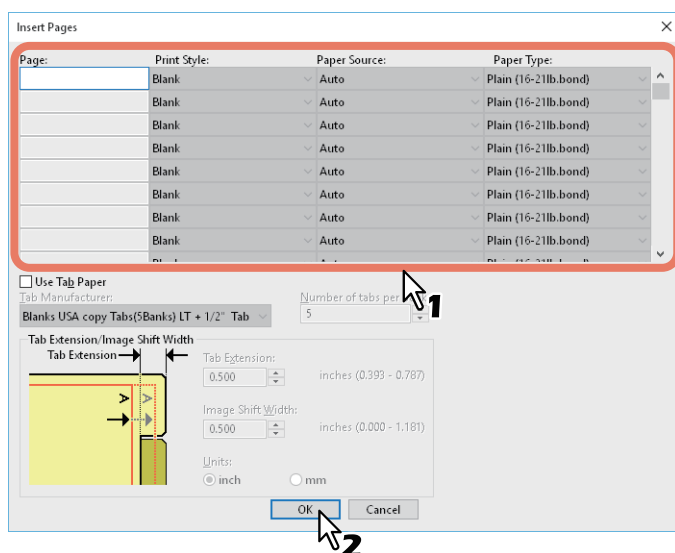 Insert Pages
Page: Print Style: Paper Source: Paper Type:
Blank Auto Plain (16-21lb.bond)
Blank Auto Plain (16-21lb.bond)
Blank Auto Plain (16-21lb.bond)
Blank Auto Plain (16-21lb.bond)
Blank Auto Plain (16-21lb.bond)
Blank Auto Plain (16-21lb.bond)
Blank Auto Plain (16-21lb.bond)
Blank Auto Plain (16-21lb.bond)
Use Tab Paper
Tab Manufacturer: Number of tabs per
1
Blanks USA copy Tabs(5Banks) LT + 1/2" Tab 5
Tab Extension/Image Shift Width
Tab Extension
Tab Extension:
0.500 inches (0.393 - 0.787)
A A
Image Shift Width:
0.500 inches (0.000 - 1.181)
Units:
inch mm
OK Cancel
2